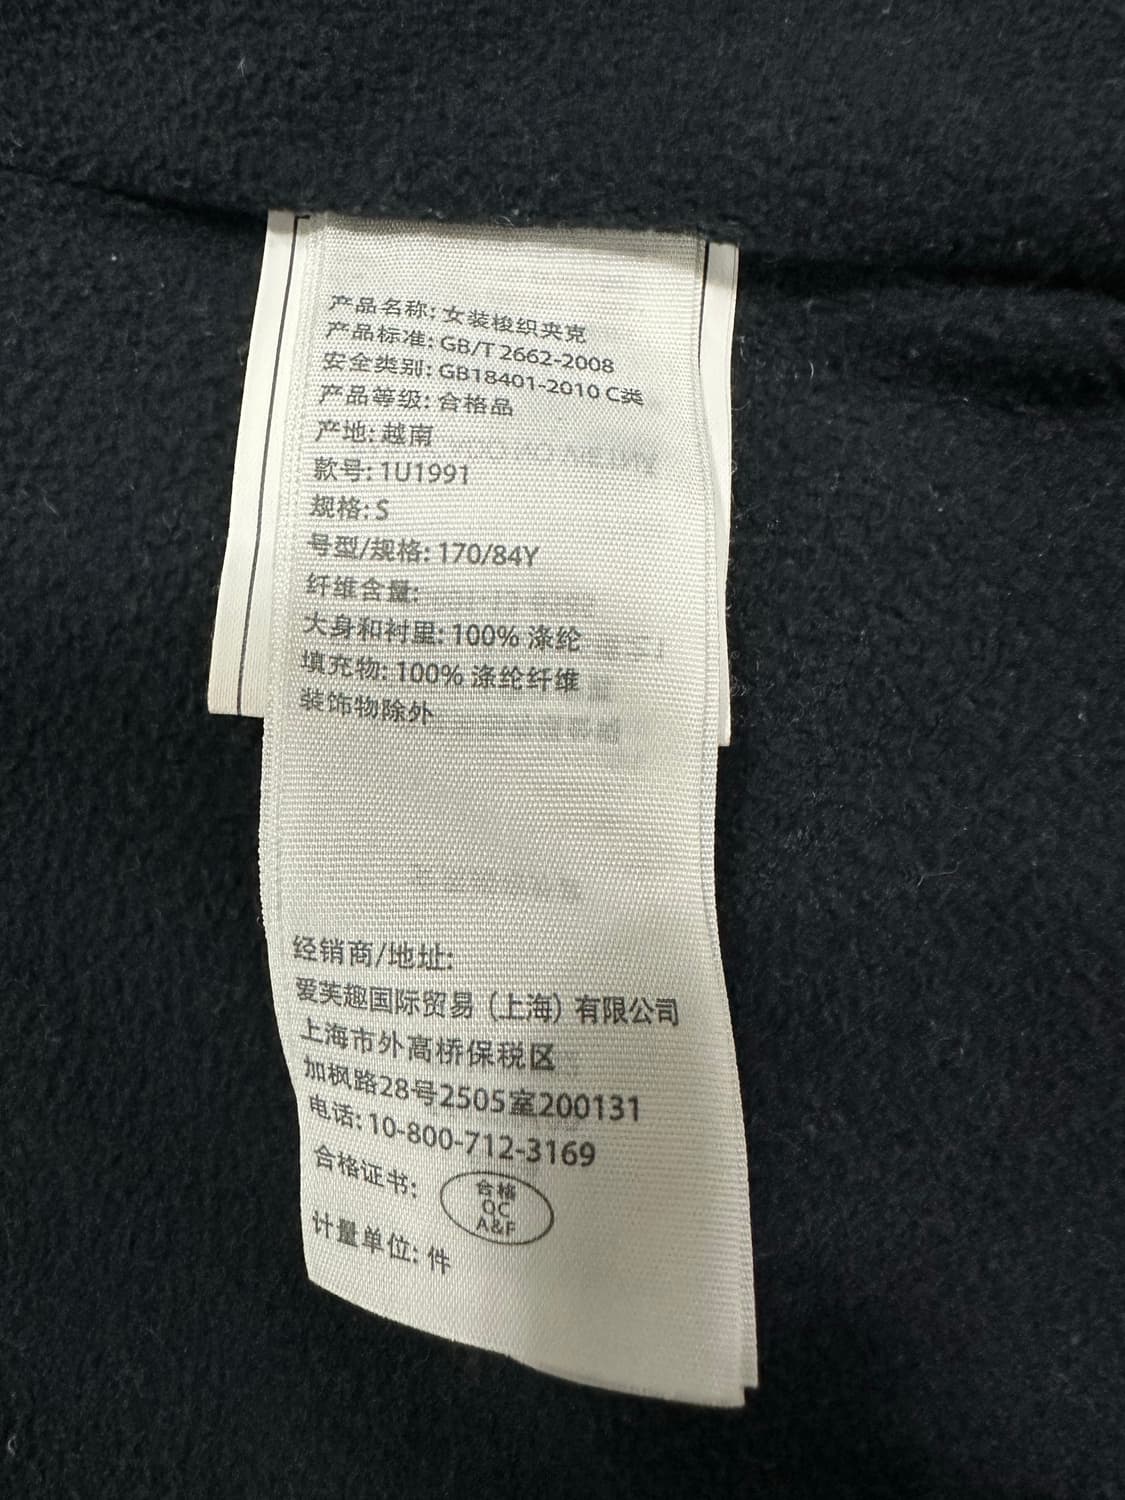 产品名称: 女装梭织夹克
产品标准: GB/T 2662-2008
安全类别: GB18401-2010 C类
产品等级: 合格品
产地: 越南
款号: 1U1991
规格: S
号型/规格: 170/84Y
纤维含量:
大身和衬里: 100% 涤纶
填充物: 100% 涤纶纤维
装饰物除外
经销商/地址:
爱芙趣国际贸易（上海）有限公司
上海市外高桥保税区
加枫路28号2505室200131
电话: 10-800-712-3169
合格证书:
合格
QC
A&F
计量单位: 件